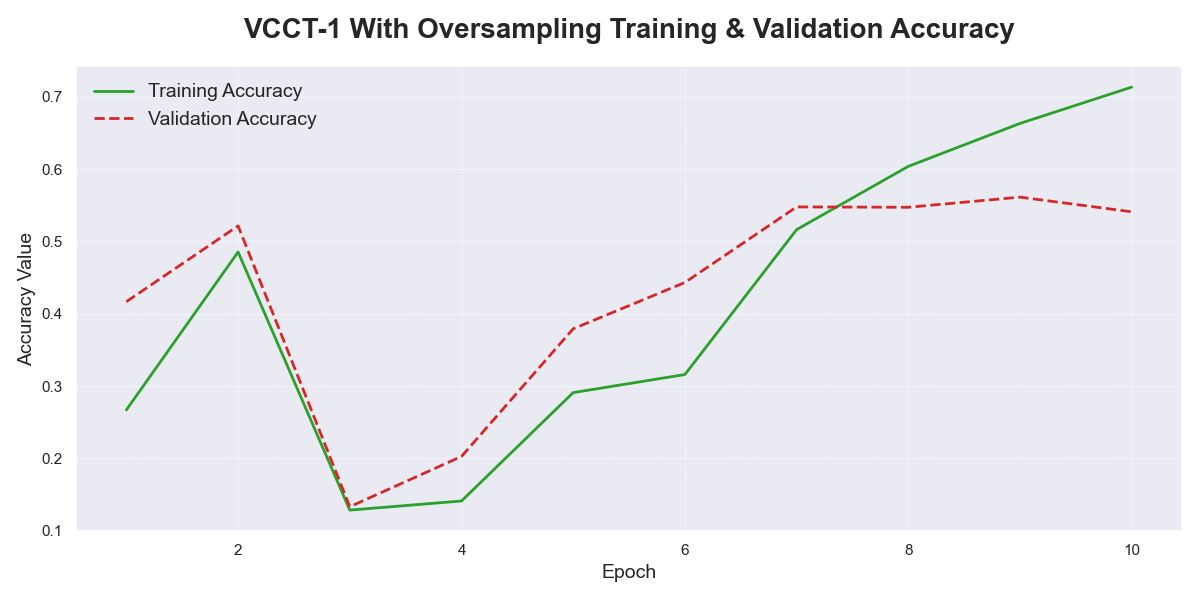 VCCT-1 With Oversampling Training & Validation Accuracy
Training Accuracy
Validation Accuracy
Accuracy Value
0.7
0.6
0.5
0.4
0.3
0.2
0.1
2 4 6 8 10
Epoch